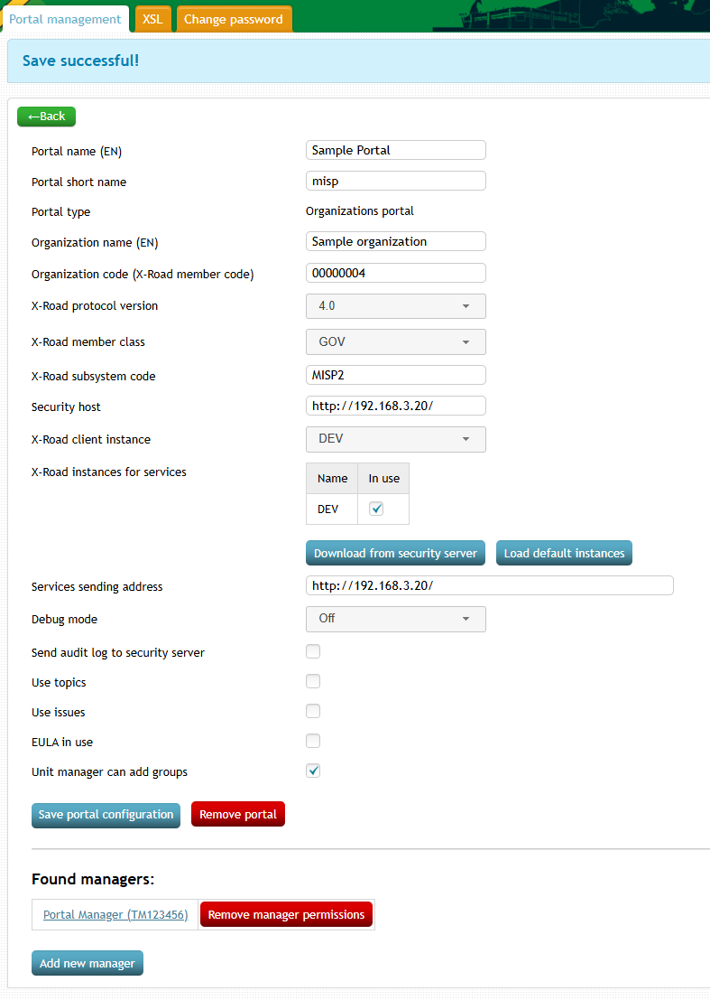 Portal management XSL Change password
Save successful!
←Back
Portal name (EN) Sample Portal
Portal short name misp
Portal type Organizations portal
Organization name (EN) Sample organization
Organization code (X-Road member code) 00000004
X-Road protocol version 4.0
X-Road member class GOV
X-Road subsystem code MISP2
Security host http://192.168.3.20/
X-Road client instance DEV
X-Road instances for services Name In use
DEV
Download from security server Load default instances
Services sending address http://192.168.3.20/
Debug mode Off
Send audit log to security server
Use topics
Use issues
EULA in use
Unit manager can add groups
Save portal configuration Remove portal
Found managers:
Portal Manager (TM123456) Remove manager permissions
Add new manager